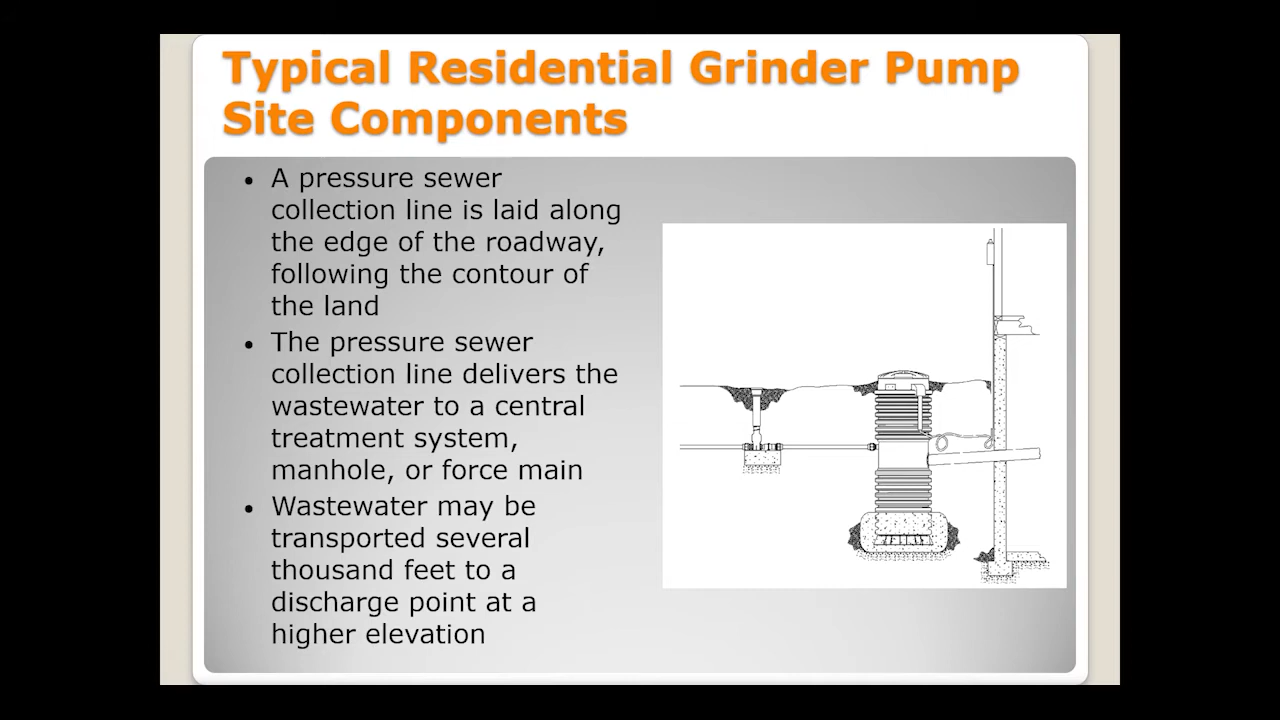 Typical Residential Grinder Pump
Site Components
• A pressure sewer
collection line is laid along
the edge of the roadway,
following the contour of
the land
• The pressure sewer
collection line delivers the
wastewater to a central
treatment system,
manhole, or force main
• Wastewater may be
transported several
thousand feet to a
discharge point at a
higher elevation